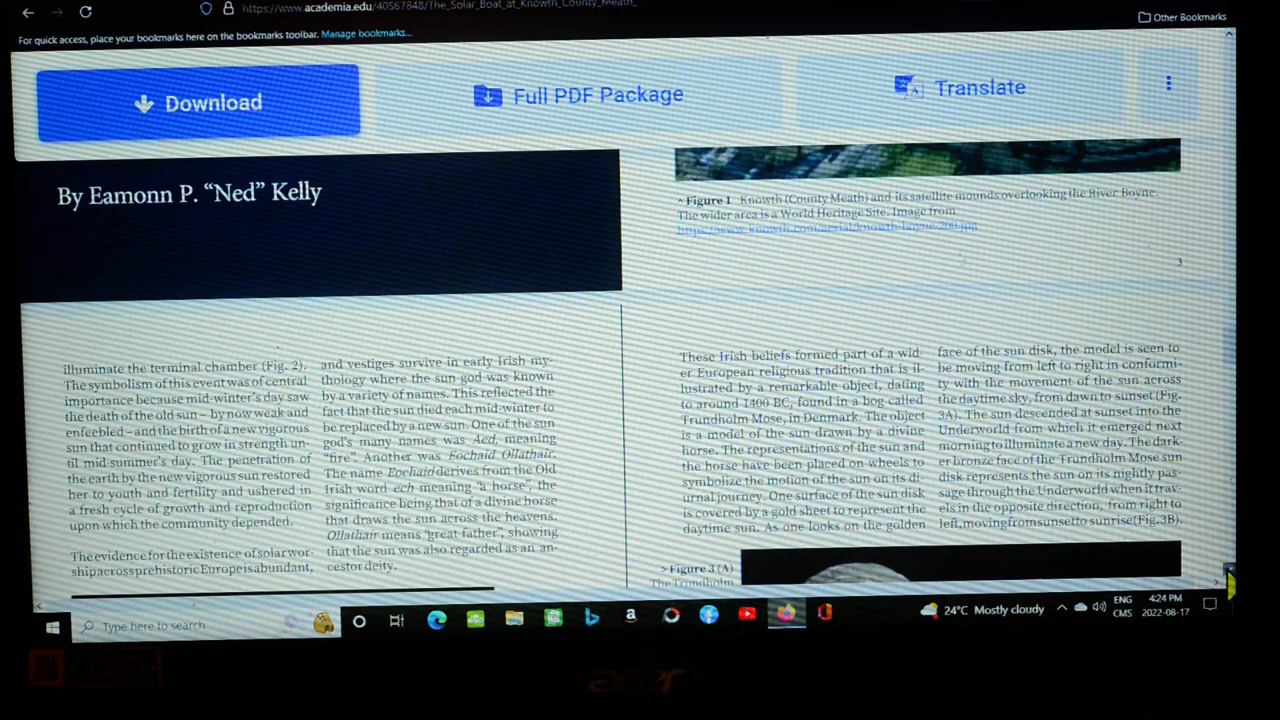 https://www.academia.edu/40567848/The_Solar_Boat_at_Knowth_County_Meath_
Other Bookmarks
For quick access, place your bookmarks here on the bookmarks toolbar. Manage bookmarks...
Download
Full PDF Package
Translate
By Eamonn P. “Ned” Kelly
^ Figure 1 Knowth (County Meath) and its satellite mounds overlooking the River Boyne.
The wider area is a World Heritage Site. Image from
https://www.knowth.com/aerial/knowth-boyne-200.jpg
3
illuminate the terminal chamber (Fig. 2).
The symbolism of this event was of central
importance because mid-winter's day saw
the death of the old sun – by now weak and
enfeebled – and the birth of a new vigorous
sun that continued to grow in strength un-
til mid-summer's day. The penetration of
the earth by the new vigorous sun restored
her to youth and fertility and ushered in
a fresh cycle of growth and reproduction
upon which the community depended.
The evidence for the existence of solar wor-
ship across prehistoric Europe is abundant,
and vestiges survive in early Irish my-
thology where the sun god was known
by a variety of names. This reflected the
fact that the sun died each mid-winter to
be replaced by a new sun. One of the sun
god's many names was Aed, meaning
“fire”. Another was Eochaid Ollathair.
The name Eochaid derives from the Old
Irish word ech meaning “a horse”, the
significance being that of a divine horse
that draws the sun across the heavens.
Ollathair means “great father”, showing
that the sun was also regarded as an an-
cestor deity.
These Irish beliefs formed part of a wid-
er European religious tradition that is il-
lustrated by a remarkable object, dating
to around 1400 BC, found in a bog called
Trundholm Mose, in Denmark. The object
is a model of the sun drawn by a divine
horse. The representations of the sun and
the horse have been placed on wheels to
symbolize the motion of the sun on its di-
urnal journey. One surface of the sun disk
is covered by a gold sheet to represent the
daytime sun. As one looks on the golden
face of the sun disk, the model is seen to
be moving from left to right in conformi-
ty with the movement of the sun across
the daytime sky, from dawn to sunset (Fig.
3A). The sun descended at sunset into the
Underworld from which it emerged next
morning to illuminate a new day. The dark-
er bronze face of the Trundholm Mose sun
disk represents the sun on its nightly pas-
sage through the Underworld when it trav-
els in the opposite direction, from right to
left, moving from sunset to sunrise (Fig. 3B).
> Figure 3 (A)
The Trundholm
Type here to search
24°C Mostly cloudy
ENG
CMS
4:24 PM
2022-08-17
acer